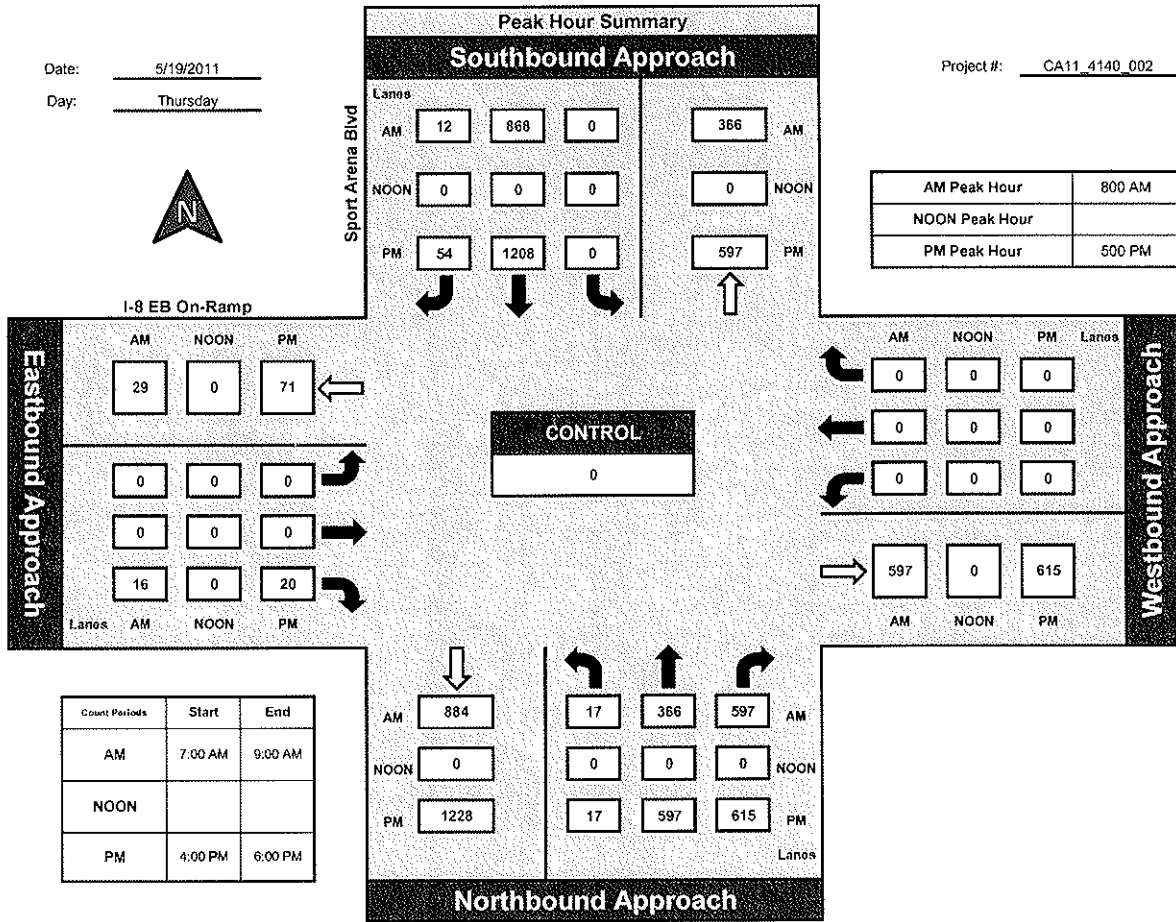 Peak Hour Summary
Southbound Approach
Date: 5/19/2011
Day: Thursday
Project #: CA11_4140_002
Sport Arena Blvd
Lanes
AM 12 868 0 366 AM
NOON 0 0 0 0 NOON
PM 54 1208 0 597 PM
N
AM Peak Hour 800 AM
NOON Peak Hour
PM Peak Hour 500 PM
I-8 EB On-Ramp
Eastbound Approach
AM NOON PM
29 0 71
0 0 0
0 0 0
16 0 20
Lanes AM NOON PM
CONTROL
0
AM NOON PM Lanes
0 0 0
0 0 0
0 0 0
597 0 615
AM NOON PM
Westbound Approach
Count Periods Start End
AM 7:00 AM 9:00 AM
NOON
PM 4:00 PM 6:00 PM
AM 884 17 366 597 AM
NOON 0 0 0 0 NOON
PM 1228 17 597 615 PM
Lanes
Northbound Approach